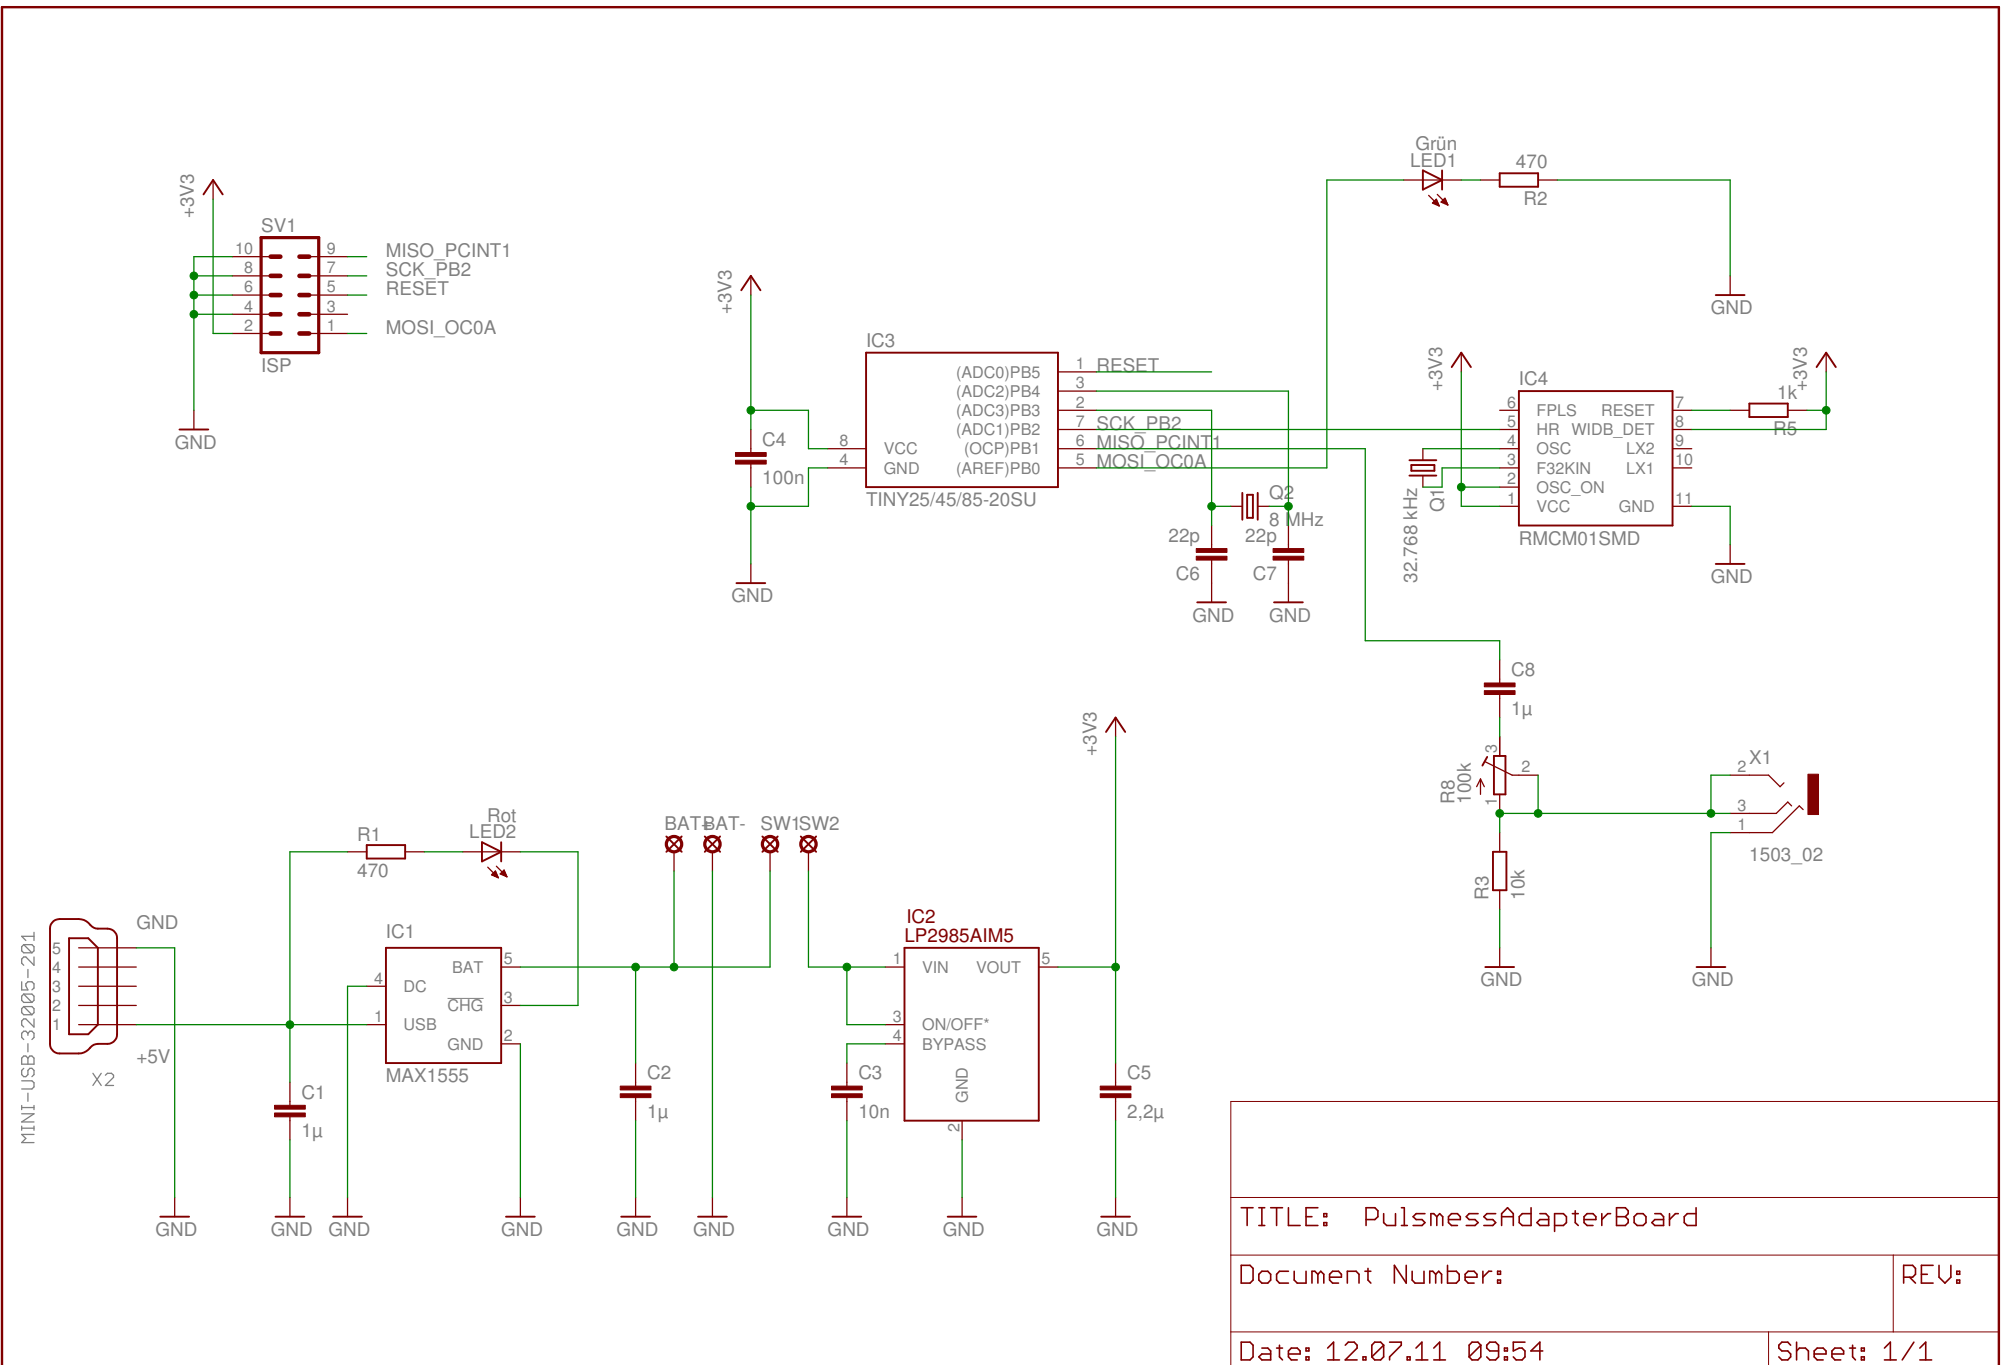 Grün
LED1
470
R2
GND
+3V3
SV1
10 9 MISO_PCINT1
8 7 SCK_PB2
6 5 RESET
4 3
2 1 MOSI_OC0A
ISP
GND
+3V3
C4
100n
GND
IC3
(ADC0)PB5 1 RESET
(ADC2)PB4 3
(ADC3)PB3 2
(ADC1)PB2 7 SCK_PB2
8 VCC (OCP)PB1 6 MISO_PCINT1
4 GND (AREF)PB0 5 MOSI_OC0A
TINY25/45/85-20SU
Q2
8 MHz
22p
C6
22p
C7
GND
GND
+3V3
IC4
6 FPLS RESET 7
5 HR WIDB_DET 8
4 OSC LX2 9
3 F32KIN LX1 10
2 OSC_ON
1 VCC GND 11
RMCM01SMD
+3V3
1k
R5
32.768 kHz
Q1
GND
C8
1µ
3
R8
100k
2
1
R3
10k
GND
X1
2
3
1
1503_02
GND
+3V3
R1
470
Rot
LED2
BAT+
BAT-
SW1
SW2
MINI-USB-32005-201
GND
5
4
3
2
1
+5V
X2
IC1
BAT 5
4 DC
CHG 3
1 USB
GND 2
MAX1555
IC2
LP2985AIM5
1 VIN VOUT 5
3 ON/OFF*
4 BYPASS
GND
2
C1
1µ
C2
1µ
C3
10n
C5
2,2µ
GND
GND
GND
GND
GND
GND
GND
GND
GND
TITLE: PulsmessAdapterBoard
Document Number:
REV:
Date: 12.07.11 09:54
Sheet: 1/1